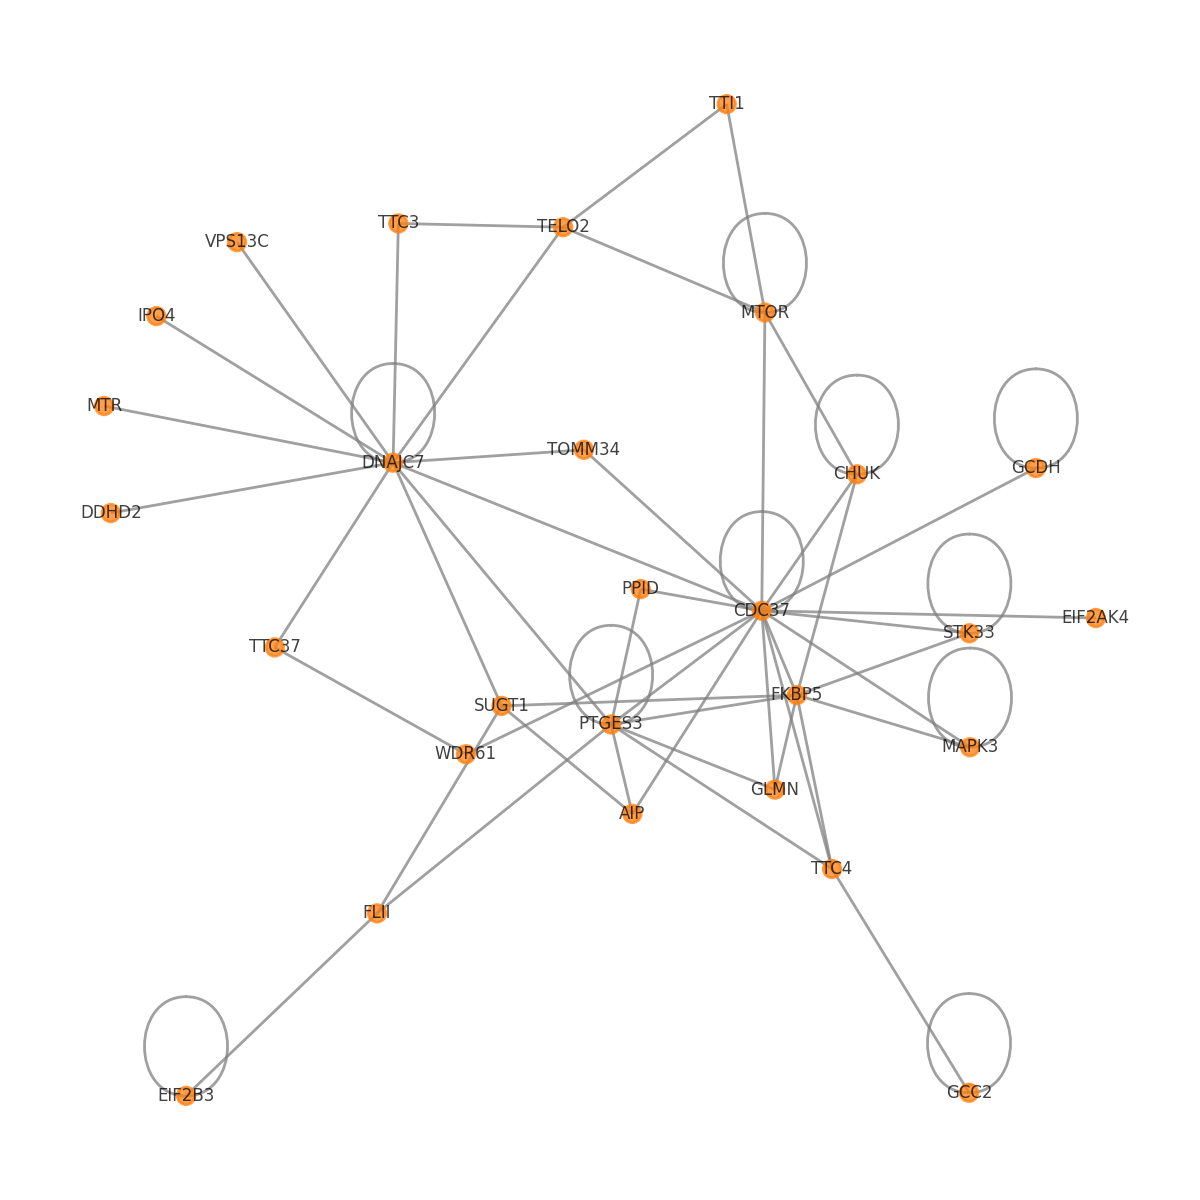 TTI1
TTC3
TELO2
VPS13C
IPO4
MTOR
MTR
TOMM34
DNAJC7
CHUK
GCDH
DDHD2
PPID
CDC37
EIF2AK4
STK33
TTC37
FKBP5
SUGT1
PTGES3
MAPK3
WDR61
GLMN
AIP
TTC4
FLII
EIF2B3
GCC2